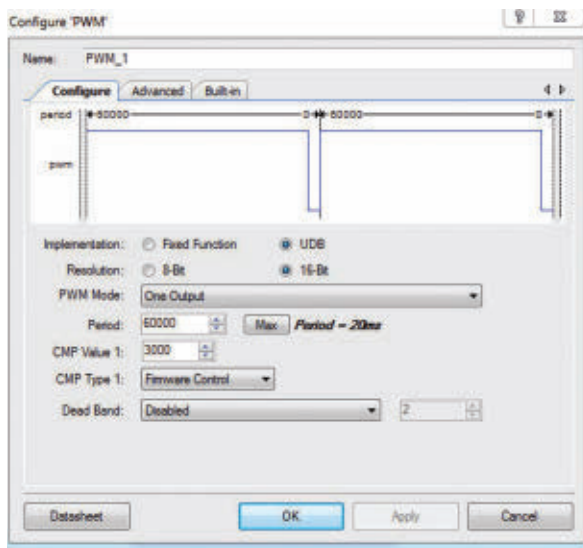 Configure 'PWM'
Name: PWM_1
Configure Advanced Built-in
period 60000 0 60000 0
pwm
Implementation: Fixed Function UDB
Resolution: 8-Bit 16-Bit
PWM Mode: One Output
Period: 60000 Max Period = 20ms
CMP Value 1: 3000
CMP Type 1: Firmware Control
Dead Band: Disabled 2
Datasheet OK Apply Cancel